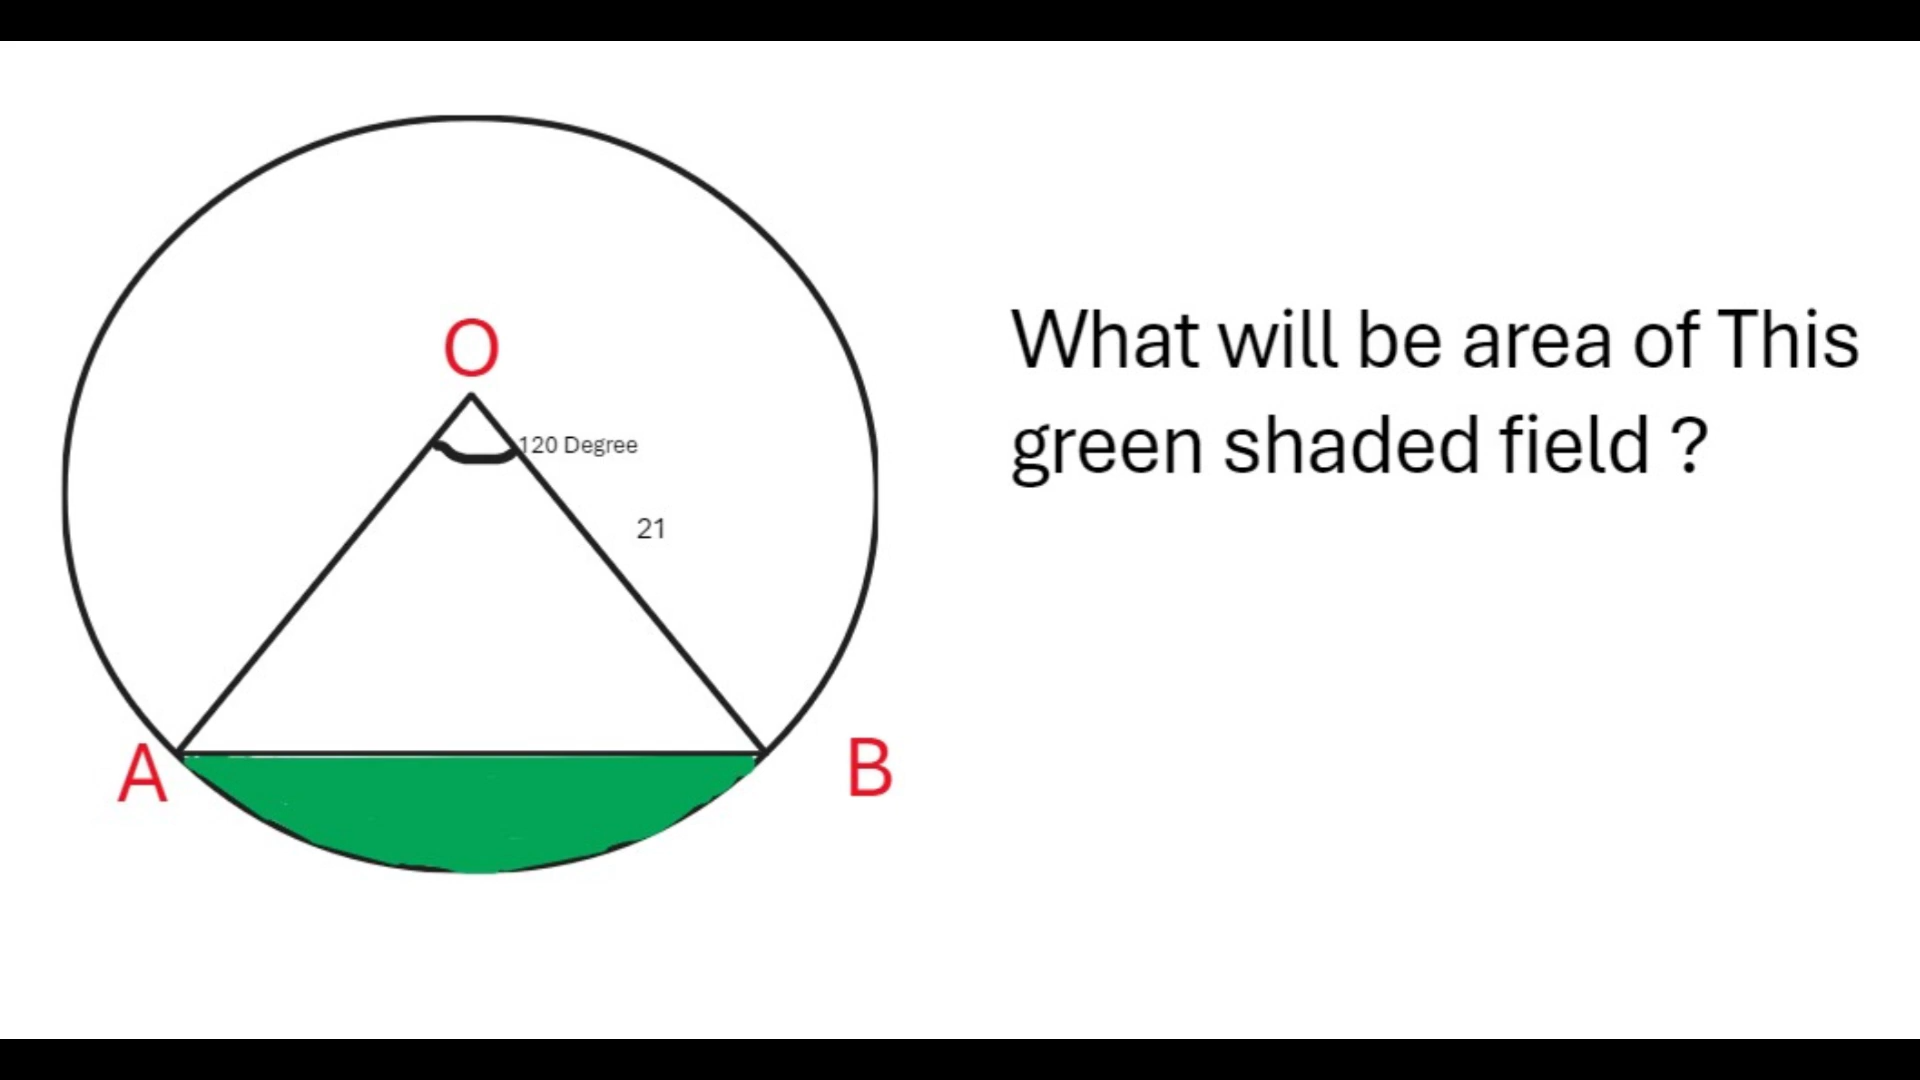 O
120 Degree
21
A
B
What will be area of This
green shaded field ?